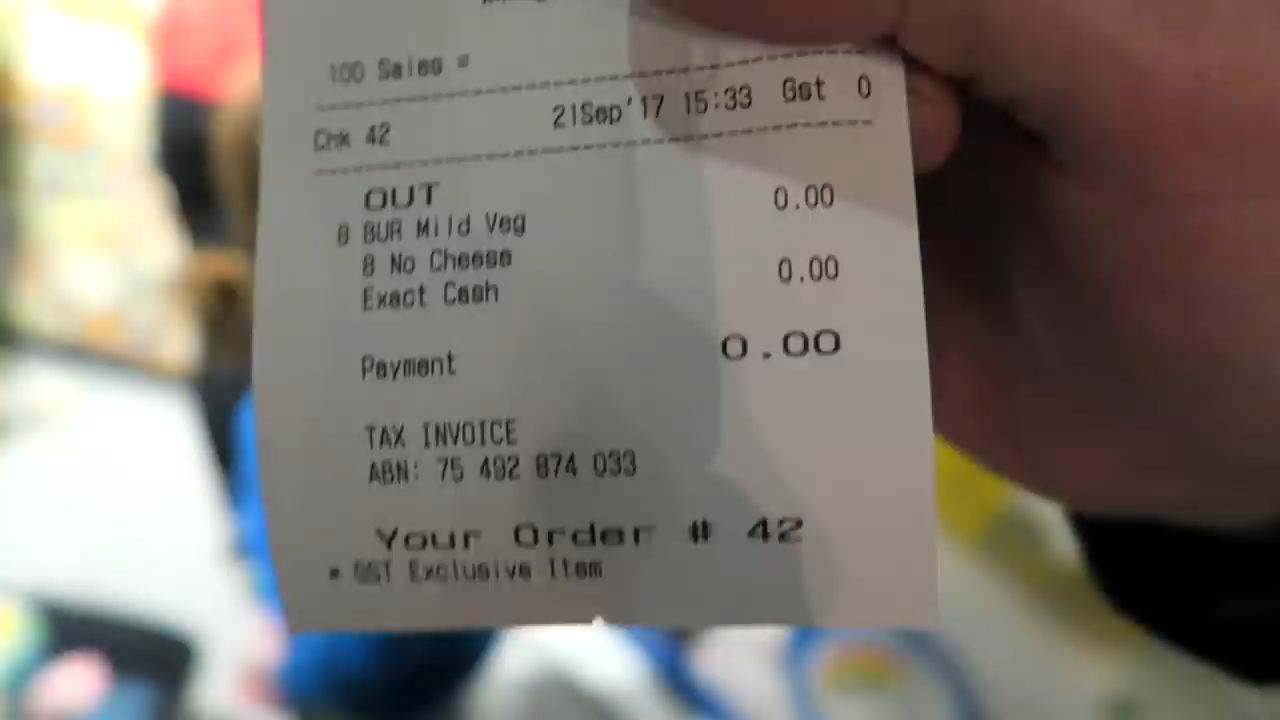 100 Sales =
Chk 42 21Sep'17 15:33 Gst 0
OUT
8 BUR Mild Veg 0.00
8 No Cheese
Exact Cash 0.00
Payment 0.00
TAX INVOICE
ABN: 75 492 874 033
Your Order # 42
* GST Exclusive Item